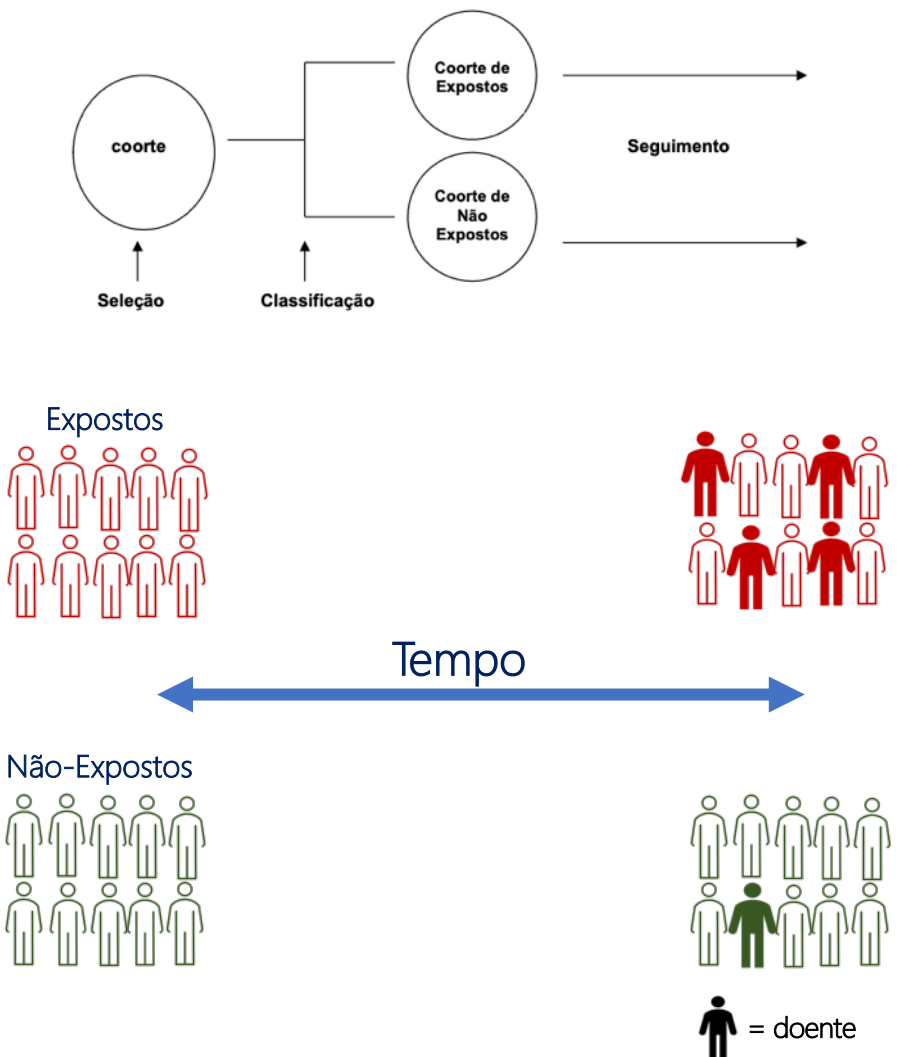 coorte
Coorte de
Expostos
Coorte de
Não
Expostos
Seguimento
Seleção
Classificação
Expostos
Tempo
Não-Expostos
= doente